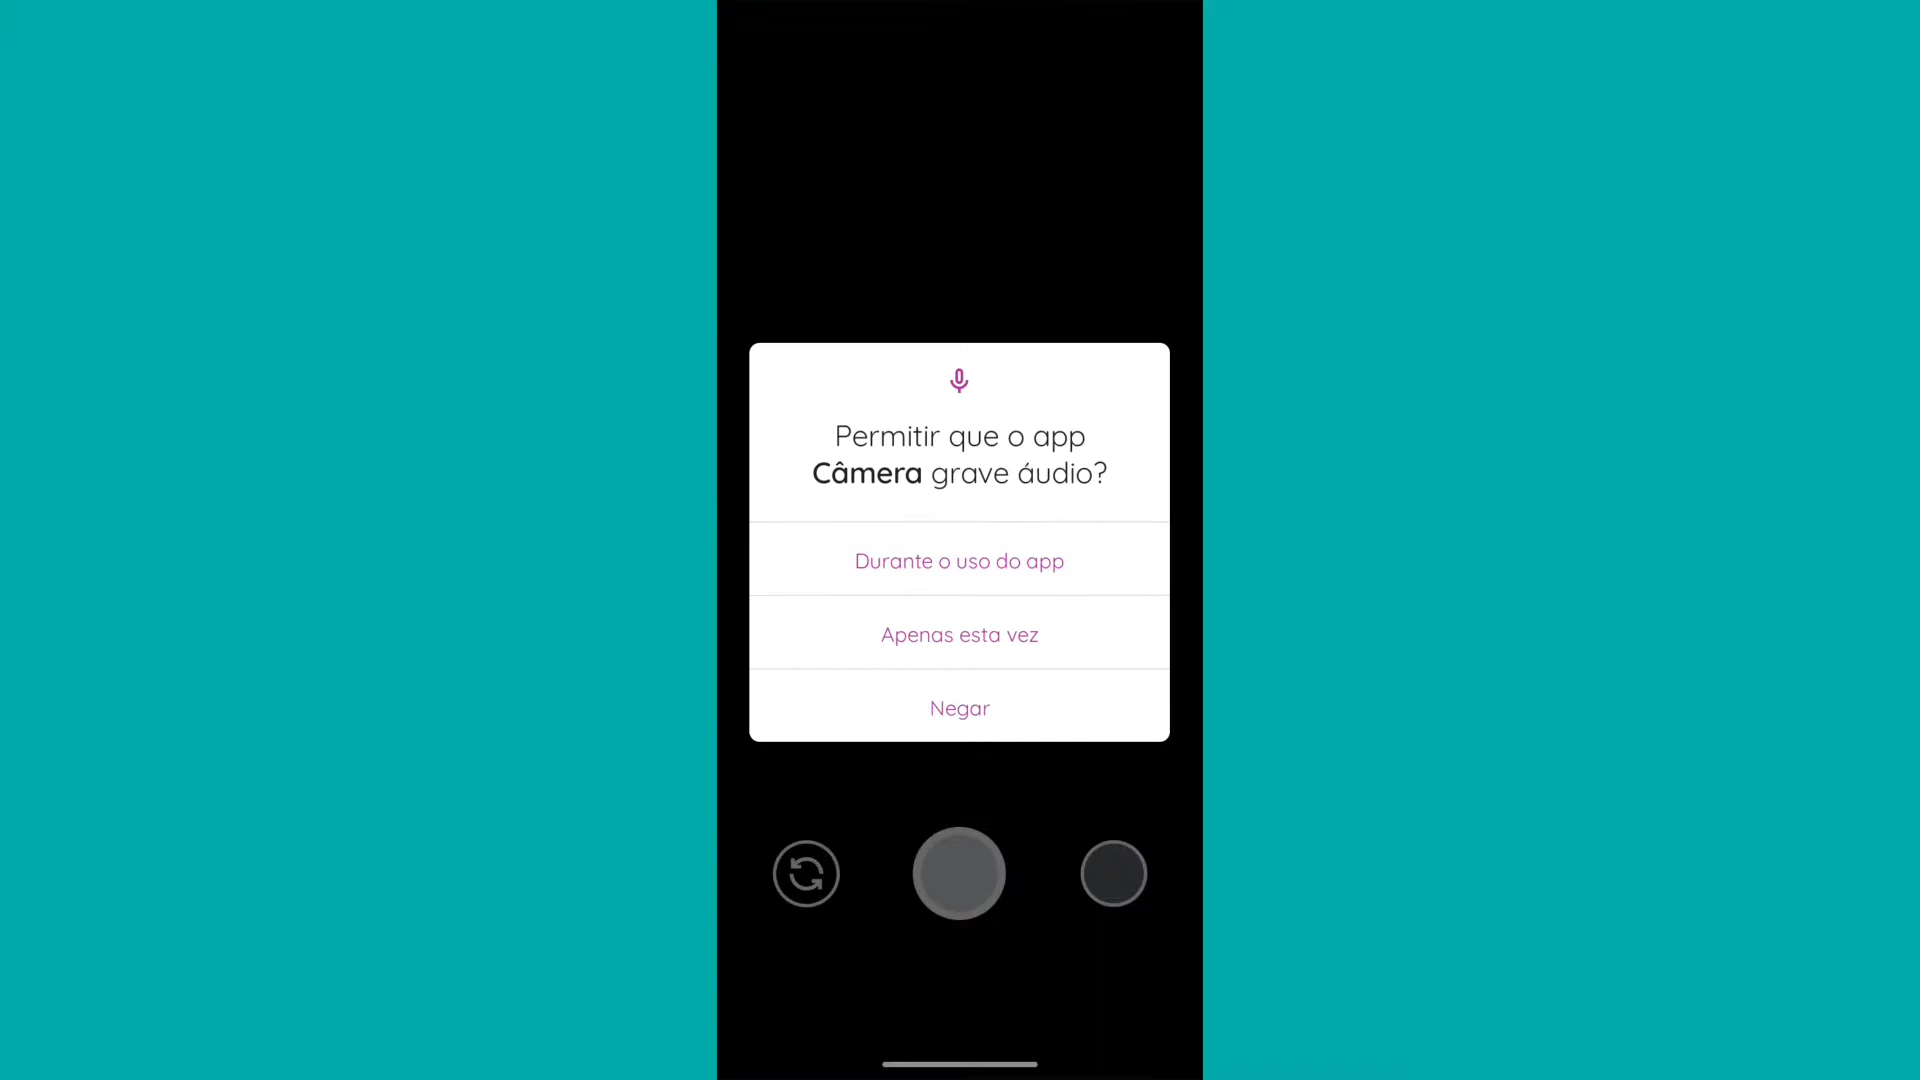 Permitir que o app
Câmera grave áudio?
Durante o uso do app
Apenas esta vez
Negar